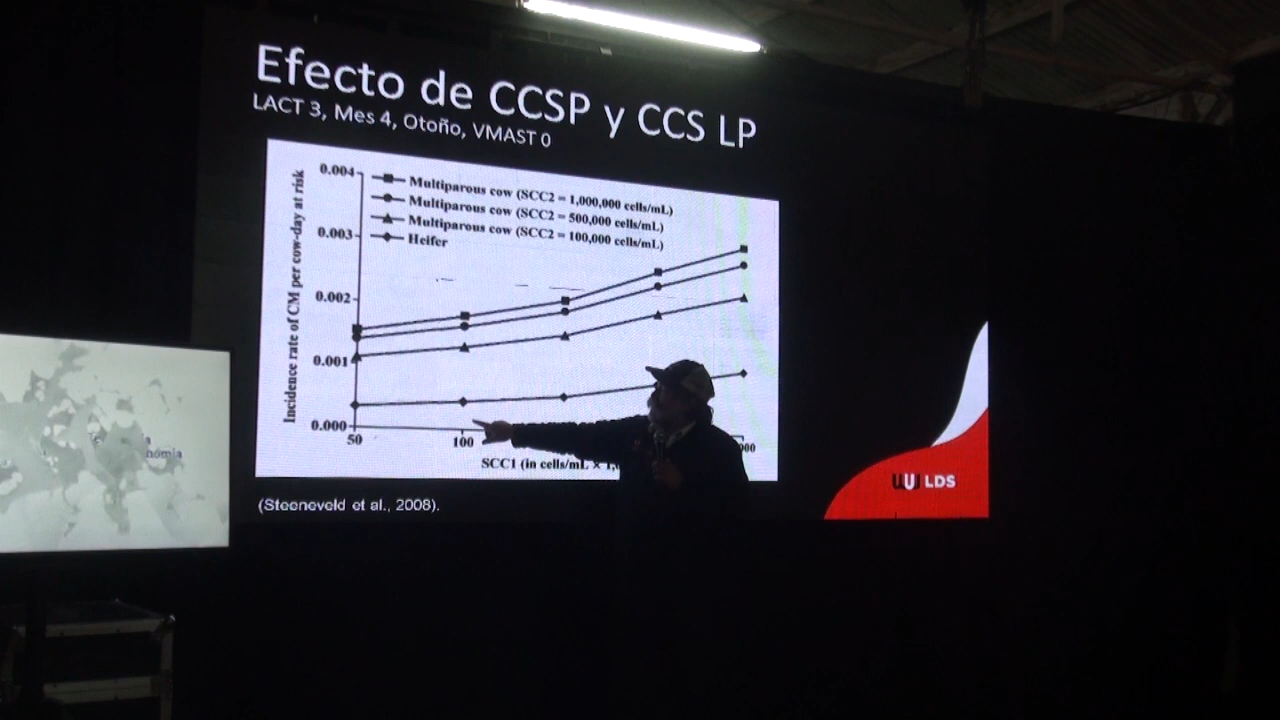 Efecto de CCSP y CCS LP
LACT 3, Mes 4, Otoño, VMAST 0
Incidence rate of CM per cow-day at risk
0.004
0.003
0.002
0.001
0.000
Multiparous cow (SCC2 = 1,000,000 cells/mL)
Multiparous cow (SCC2 = 500,000 cells/mL)
Multiparous cow (SCC2 = 100,000 cells/mL)
Heifer
50
100
SCC1 (in cells/mL × 1,
(Steeneveld et al., 2008).
LDS